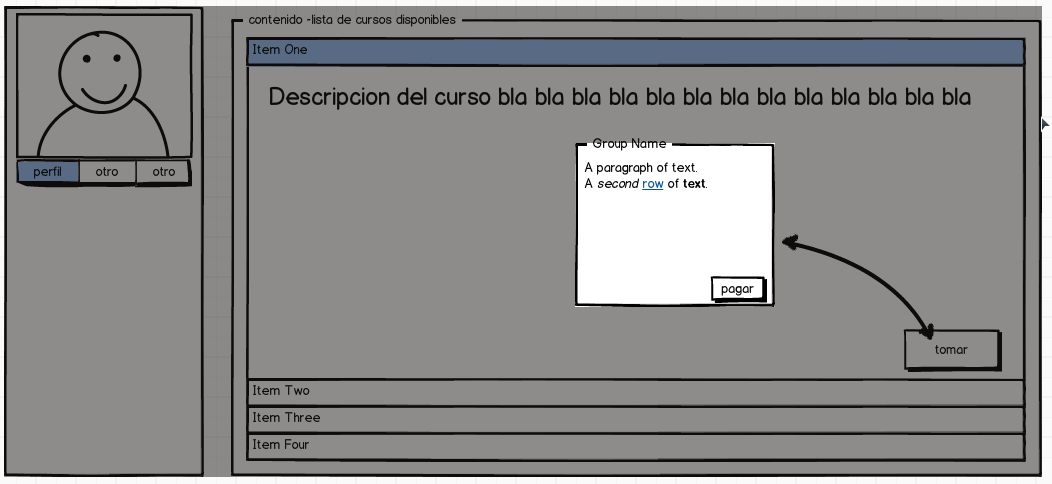 perfil
otro
otro
contenido -lista de cursos disponibles
Item One
Descripcion del curso bla bla bla bla bla bla bla bla bla bla bla bla bla
Group Name
A paragraph of text.
A second row of text.
pagar
tomar
Item Two
Item Three
Item Four